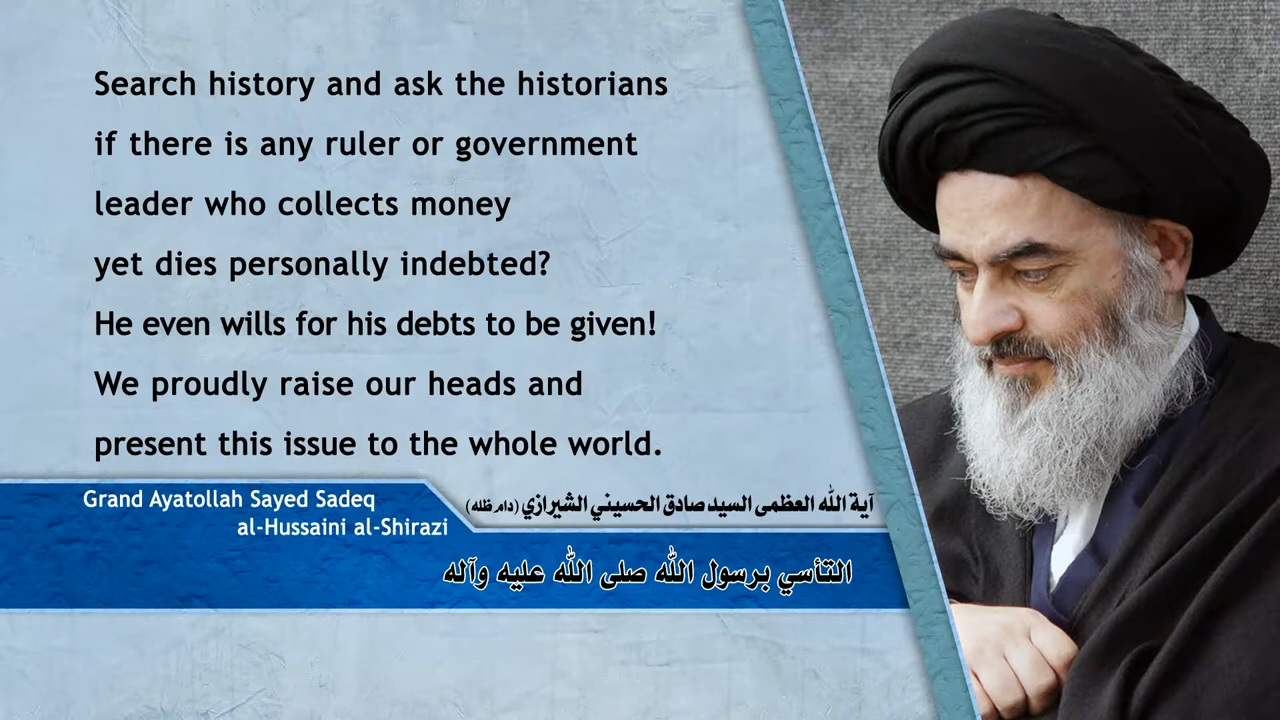 Search history and ask the historians
if there is any ruler or government
leader who collects money
yet dies personally indebted?
He even wills for his debts to be given!
We proudly raise our heads and
present this issue to the whole world.
Grand Ayatollah Sayed Sadeq
al-Hussaini al-Shirazi
آية الله العظمى السيد صادق الحسيني الشيرازي (دام ظله)
التأسي برسول الله صلى الله عليه وآله